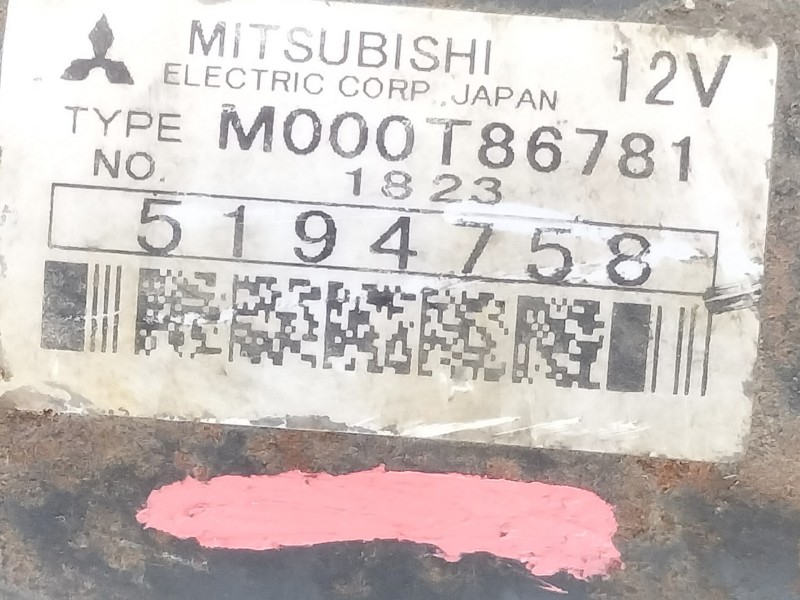 MITSUBISHI 12V
ELECTRIC CORP., JAPAN
TYPE M000T86781
NO. 1823
5194758